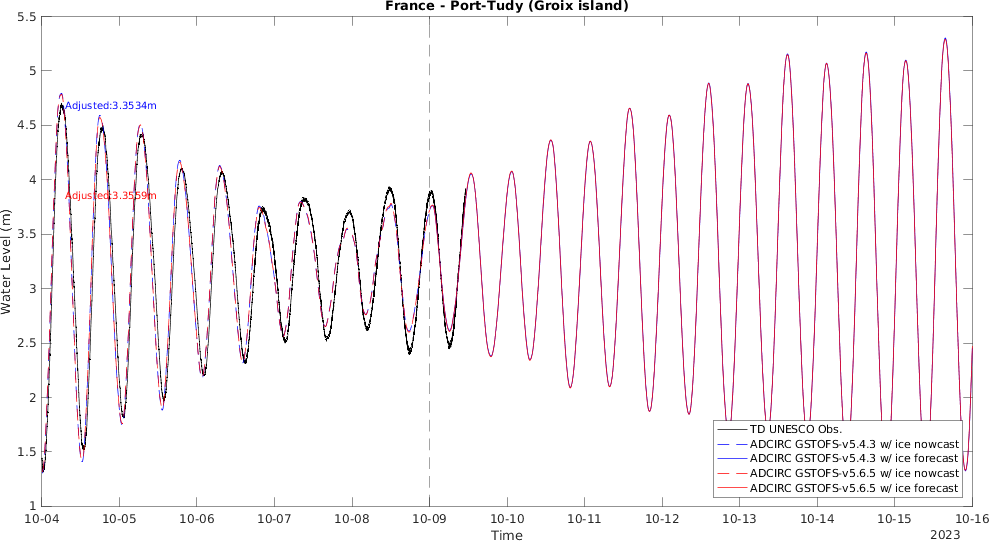 France - Port-Tudy (Groix island)
5.5
5
4.5
4
3.5
3
2.5
2
1.5
1
Water Level (m)
Adjusted:3.3534m
Adjusted:3.3559m
TD UNESCO Obs.
ADCIRC GSTOFS-v5.4.3 w/ ice nowcast
ADCIRC GSTOFS-v5.4.3 w/ ice forecast
ADCIRC GSTOFS-v5.6.5 w/ ice nowcast
ADCIRC GSTOFS-v5.6.5 w/ ice forecast
10-04 10-05 10-06 10-07 10-08 10-09 10-10 10-11 10-12 10-13 10-14 10-15 10-16
Time
2023